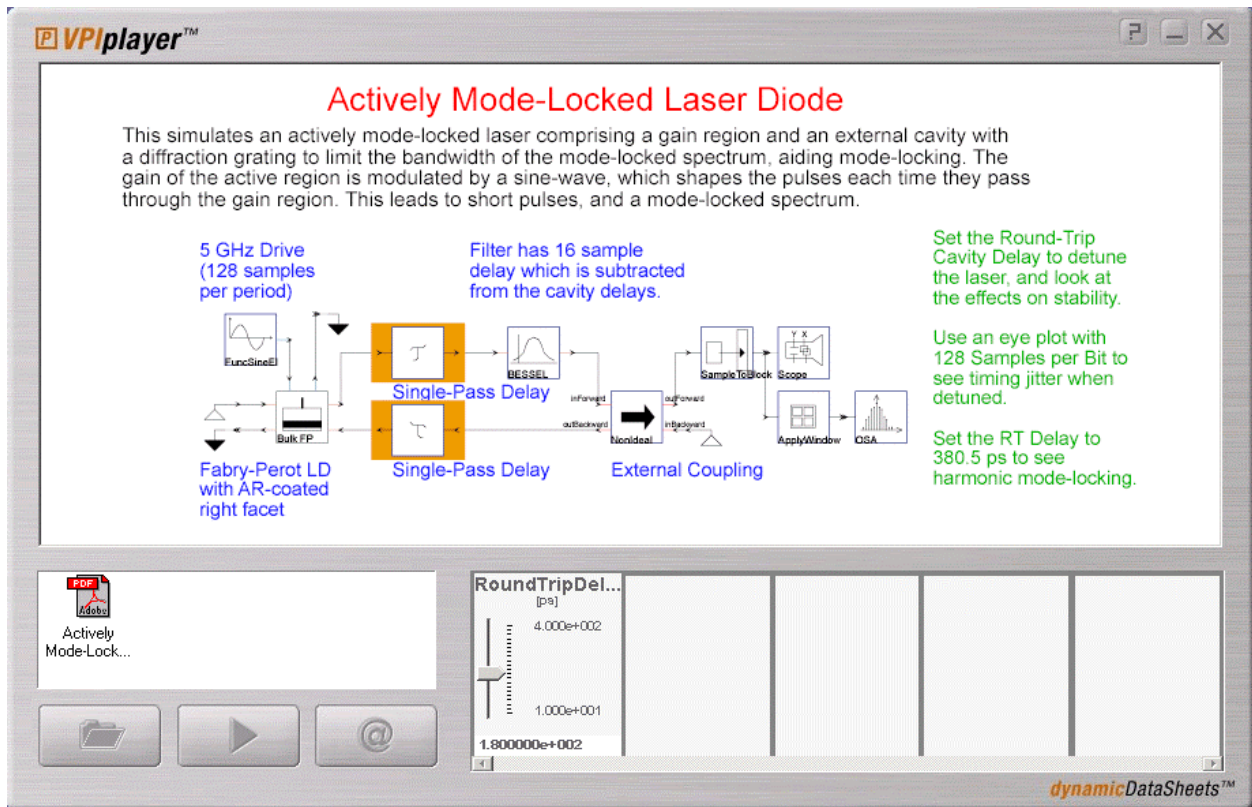 VPIplayer™
Actively Mode-Locked Laser Diode
This simulates an actively mode-locked laser comprising a gain region and an external cavity with
a diffraction grating to limit the bandwidth of the mode-locked spectrum, aiding mode-locking. The
gain of the active region is modulated by a sine-wave, which shapes the pulses each time they pass
through the gain region. This leads to short pulses, and a mode-locked spectrum.
5 GHz Drive
(128 samples
per period)
Filter has 16 sample
delay which is subtracted
from the cavity delays.
Set the Round-Trip
Cavity Delay to detune
the laser, and look at
the effects on stability.
Use an eye plot with
128 Samples per Bit to
see timing jitter when
detuned.
Set the RT Delay to
380.5 ps to see
harmonic mode-locking.
FuncSineEl
τ
BESSEL
SampleToBlock
Y X
Scope
Single-Pass Delay
inForward
outForward
Bulk FP
τ
outBackward
NonIdeal
inBackward
ApplyWindow
OSA
Fabry-Perot LD
with AR-coated
right facet
Single-Pass Delay
External Coupling
PDF
Adobe
Actively
Mode-Lock...
RoundTripDel...
[ps]
4.000e+002
1.000e+001
1.800000e+002
@
dynamicDataSheets™